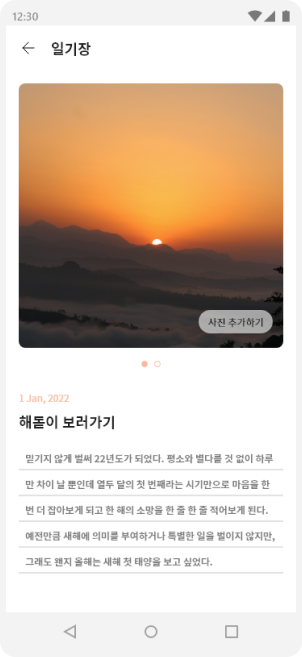 12:30
일기장
사진 추가하기
1 Jan, 2022
해돋이 보러가기
믿기지 않게 벌써 22년도가 되었다. 평소와 별다를 것 없이 하루
만 차이 날 뿐인데 열두 달의 첫 번째라는 시기만으로 마음을 한
번 더 잡아보게 되고 한 해의 소망을 한 줄 한 줄 적어보게 된다.
예전만큼 새해에 의미를 부여하거나 특별한 일을 벌이지 않지만,
그래도 왠지 올해는 새해 첫 태양을 보고 싶었다.